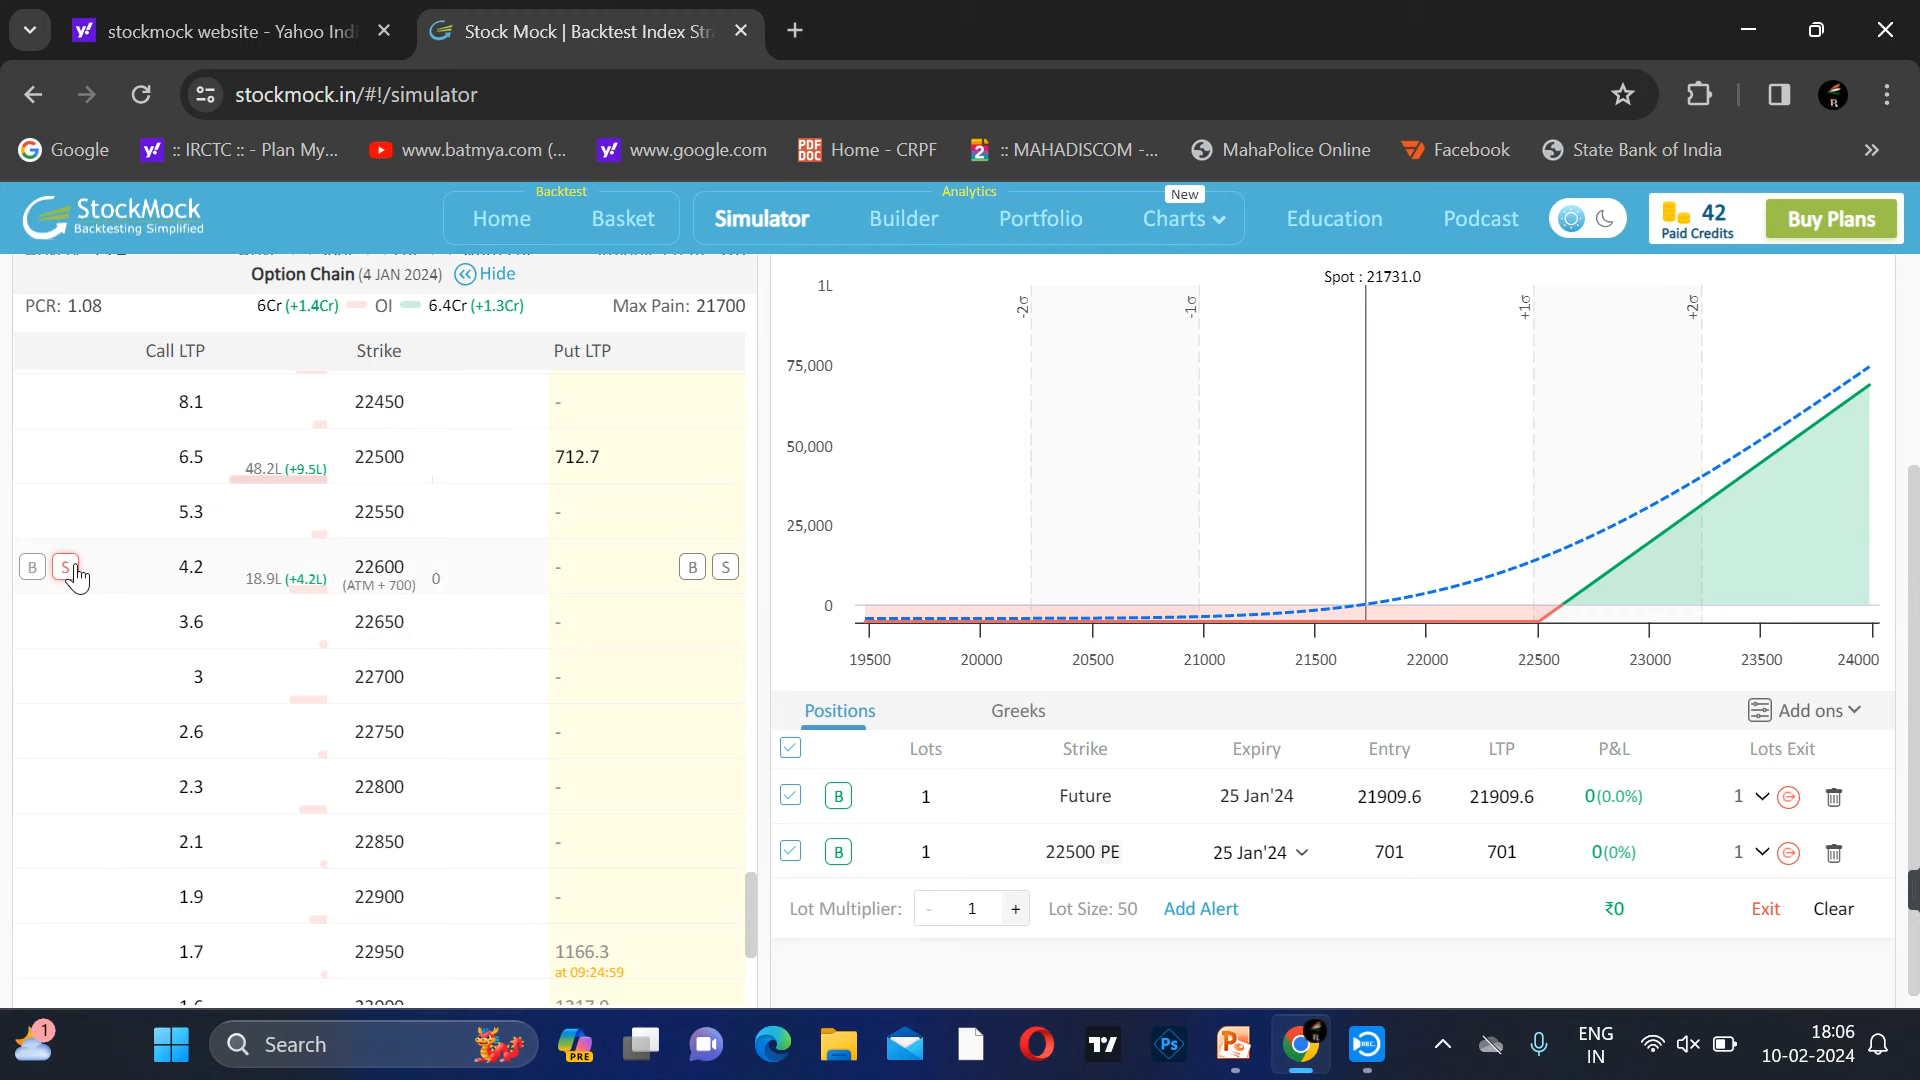 stockmock website - Yahoo Indi
Stock Mock | Backtest Index Stra
stockmock.in/#!/simulator
Google
:: IRCTC :: - Plan My...
www.batmya.com (...
www.google.com
Home - CRPF
:: MAHADISCOM -...
MahaPolice Online
Facebook
State Bank of India
StockMock
Backtesting Simplified
Backtest
Home
Basket
Analytics
Simulator
Builder
Portfolio
New
Charts
Education
Podcast
42
Paid Credits
Buy Plans
Option Chain (4 JAN 2024) Hide
PCR: 1.08 6Cr (+1.4Cr) OI 6.4Cr (+1.3Cr) Max Pain: 21700
Call LTP Strike Put LTP
8.1 22450 -
6.5 48.2L (+9.5L) 22500 712.7
5.3 22550 -
B S 4.2 18.9L (+4.2L) 22600 0 - B S
(ATM + 700)
3.6 22650 -
3 22700 -
2.6 22750 -
2.3 22800 -
2.1 22850 -
1.9 22900 -
1.7 22950 1166.3
at 09:24:59
Spot : 21731.0
1L
75,000
50,000
25,000
0
-2σ
-1σ
+1σ
+2σ
19500 20000 20500 21000 21500 22000 22500 23000 23500 24000
Positions Greeks Add ons
Lots Strike Expiry Entry LTP P&L Lots Exit
B 1 Future 25 Jan'24 21909.6 21909.6 0(0.0%) 1
B 1 22500 PE 25 Jan'24 701 701 0(0%) 1
Lot Multiplier: - 1 + Lot Size: 50 Add Alert ₹0 Exit Clear
1
Search
PRE
Ps
REC
ENG
IN
18:06
10-02-2024